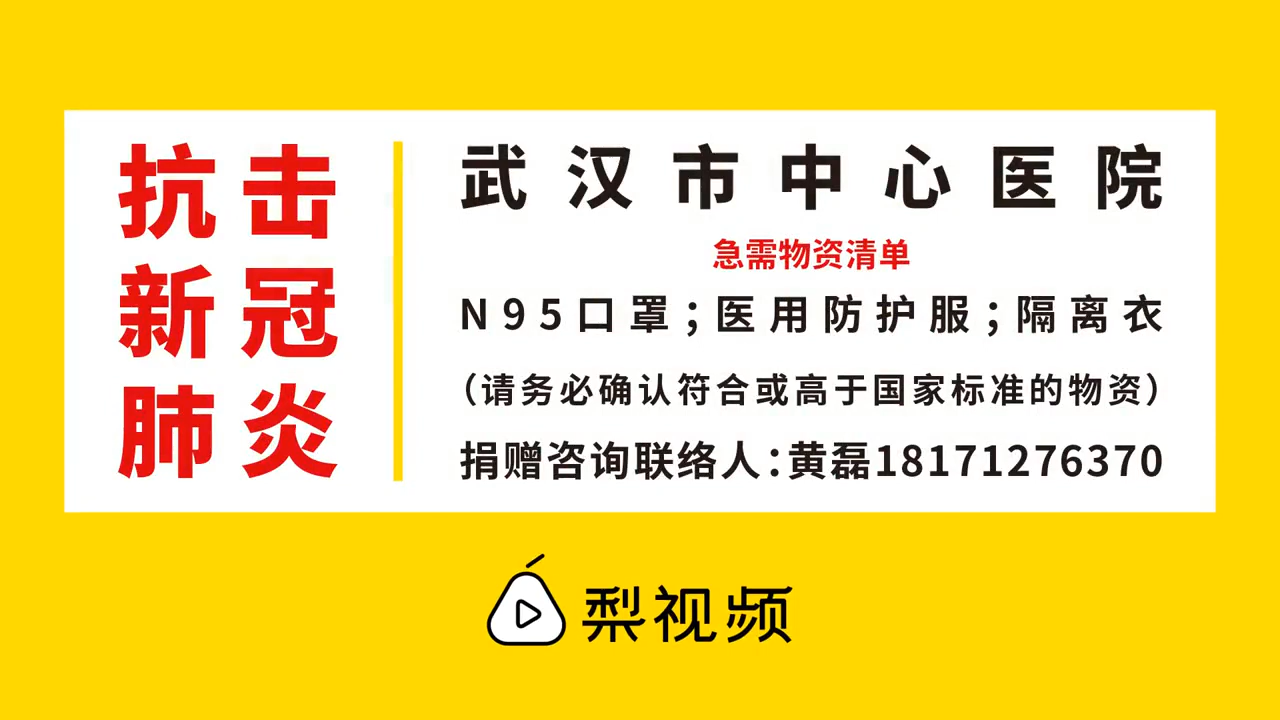 抗击
新冠
肺炎
武汉市中心医院
急需物资清单
N95口罩；医用防护服；隔离衣
（请务必确认符合或高于国家标准的物资）
捐赠咨询联络人：黄磊18171276370
梨视频